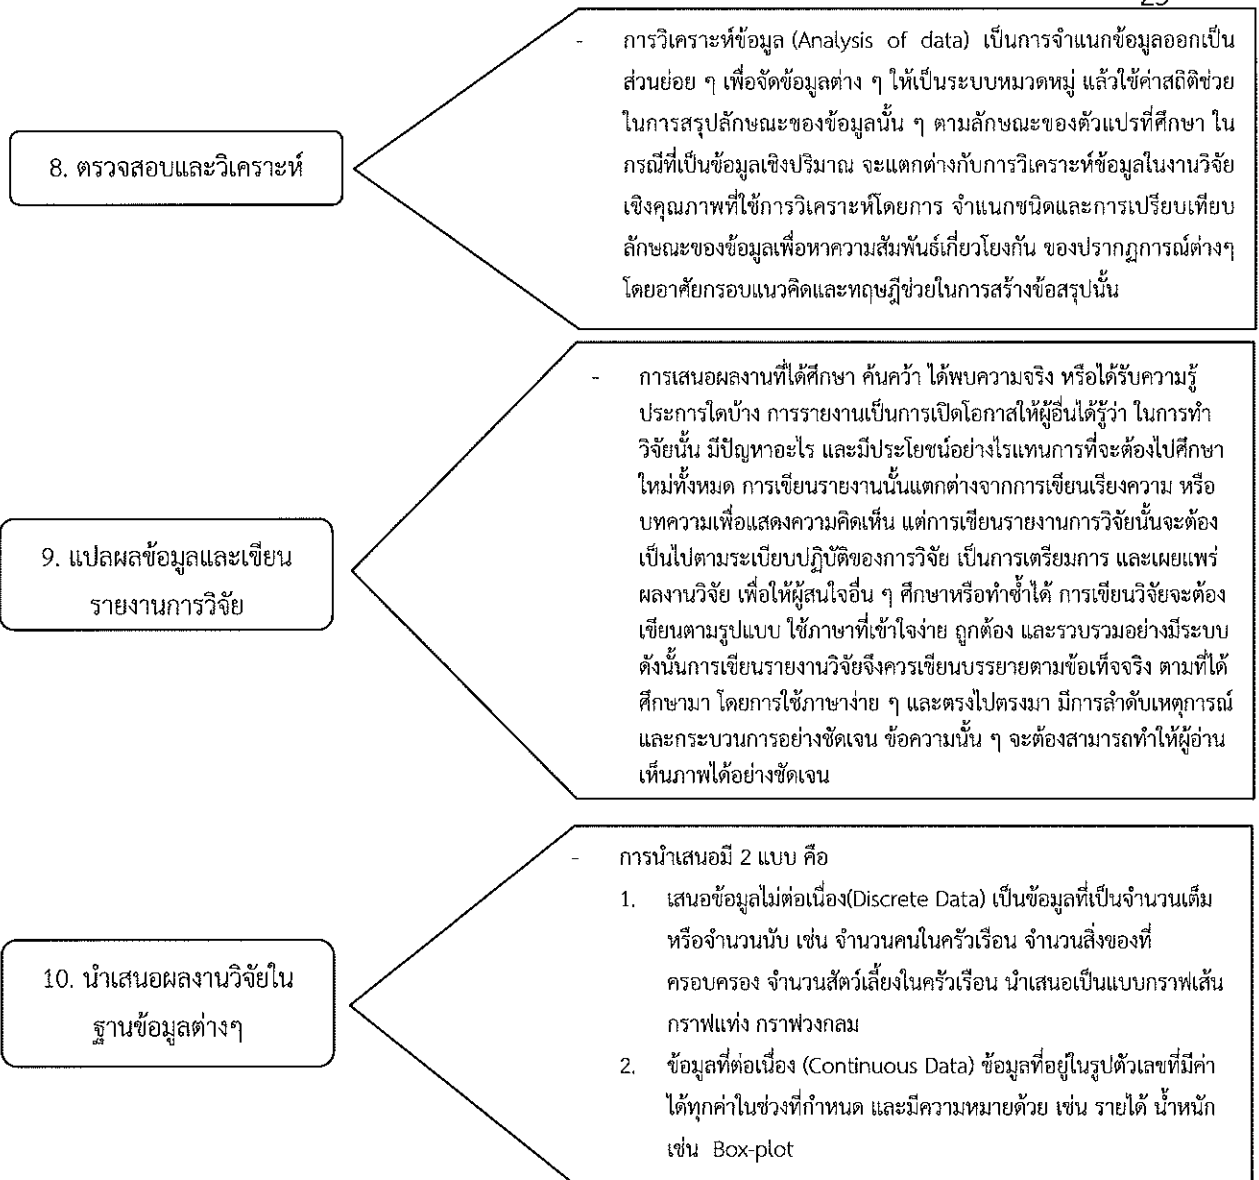 8. ตรวจสอบและวิเคราะห์
- การวิเคราะห์ข้อมูล (Analysis of data) เป็นการจำแนกข้อมูลออกเป็น
ส่วนย่อย ๆ เพื่อจัดข้อมูลต่าง ๆ ให้เป็นระบบหมวดหมู่ แล้วใช้ค่าสถิติช่วย
ในการสรุปลักษณะของข้อมูลนั้น ๆ ตามลักษณะของตัวแปรที่ศึกษา ใน
กรณีที่เป็นข้อมูลเชิงปริมาณ จะแตกต่างกับการวิเคราะห์ข้อมูลในงานวิจัย
เชิงคุณภาพที่ใช้การวิเคราะห์โดยการ จำแนกชนิดและการเปรียบเทียบ
ลักษณะของข้อมูลเพื่อหาความสัมพันธ์เกี่ยวโยงกัน ของปรากฏการณ์ต่างๆ
โดยอาศัยกรอบแนวคิดและทฤษฎีช่วยในการสร้างข้อสรุปนั้น
9. แปลผลข้อมูลและเขียน
รายงานการวิจัย
- การเสนอผลงานที่ได้ศึกษา ค้นคว้า ได้พบความจริง หรือได้รับความรู้
ประการใดบ้าง การรายงานเป็นการเปิดโอกาสให้ผู้อื่นได้รู้ว่า ในการทำ
วิจัยนั้น มีปัญหาอะไร และมีประโยชน์อย่างไรแทนการที่จะต้องไปศึกษา
ใหม่ทั้งหมด การเขียนรายงานนั้นแตกต่างจากการเขียนเรียงความ หรือ
บทความเพื่อแสดงความคิดเห็น แต่การเขียนรายงานการวิจัยนั้นจะต้อง
เป็นไปตามระเบียบปฏิบัติของการวิจัย เป็นการเตรียมการ และเผยแพร่
ผลงานวิจัย เพื่อให้ผู้สนใจอื่น ๆ ศึกษาหรือทำซ้ำได้ การเขียนวิจัยจะต้อง
เขียนตามรูปแบบ ใช้ภาษาที่เข้าใจง่าย ถูกต้อง และรวบรวมอย่างมีระบบ
ดังนั้นการเขียนรายงานวิจัยจึงควรเขียนบรรยายตามข้อเท็จจริง ตามที่ได้
ศึกษามา โดยการใช้ภาษาง่าย ๆ และตรงไปตรงมา มีการลำดับเหตุการณ์
และกระบวนการอย่างชัดเจน ข้อความนั้น ๆ จะต้องสามารถทำให้ผู้อ่าน
เห็นภาพได้อย่างชัดเจน
10. นำเสนอผลงานวิจัยใน
ฐานข้อมูลต่างๆ
- การนำเสนอมี 2 แบบ คือ
1. เสนอข้อมูลไม่ต่อเนื่อง(Discrete Data) เป็นข้อมูลที่เป็นจำนวนเต็ม
หรือจำนวนนับ เช่น จำนวนคนในครัวเรือน จำนวนสิ่งของที่
ครอบครอง จำนวนสัตว์เลี้ยงในครัวเรือน นำเสนอเป็นแบบกราฟเส้น
กราฟแท่ง กราฟวงกลม
2. ข้อมูลที่ต่อเนื่อง (Continuous Data) ข้อมูลที่อยู่ในรูปตัวเลขที่มีค่า
ได้ทุกค่าในช่วงที่กำหนด และมีความหมายด้วย เช่น รายได้ น้ำหนัก
เช่น Box-plot